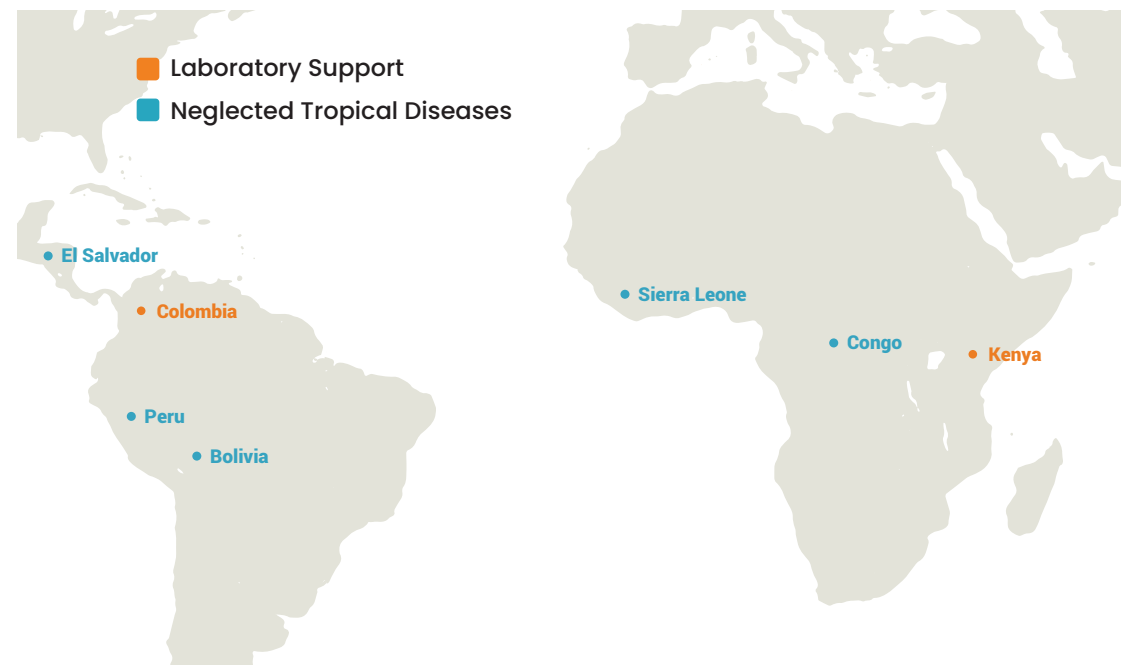 Laboratory Support
Neglected Tropical Diseases
El Salvador
Colombia
Peru
Bolivia
Sierra Leone
Congo
Kenya